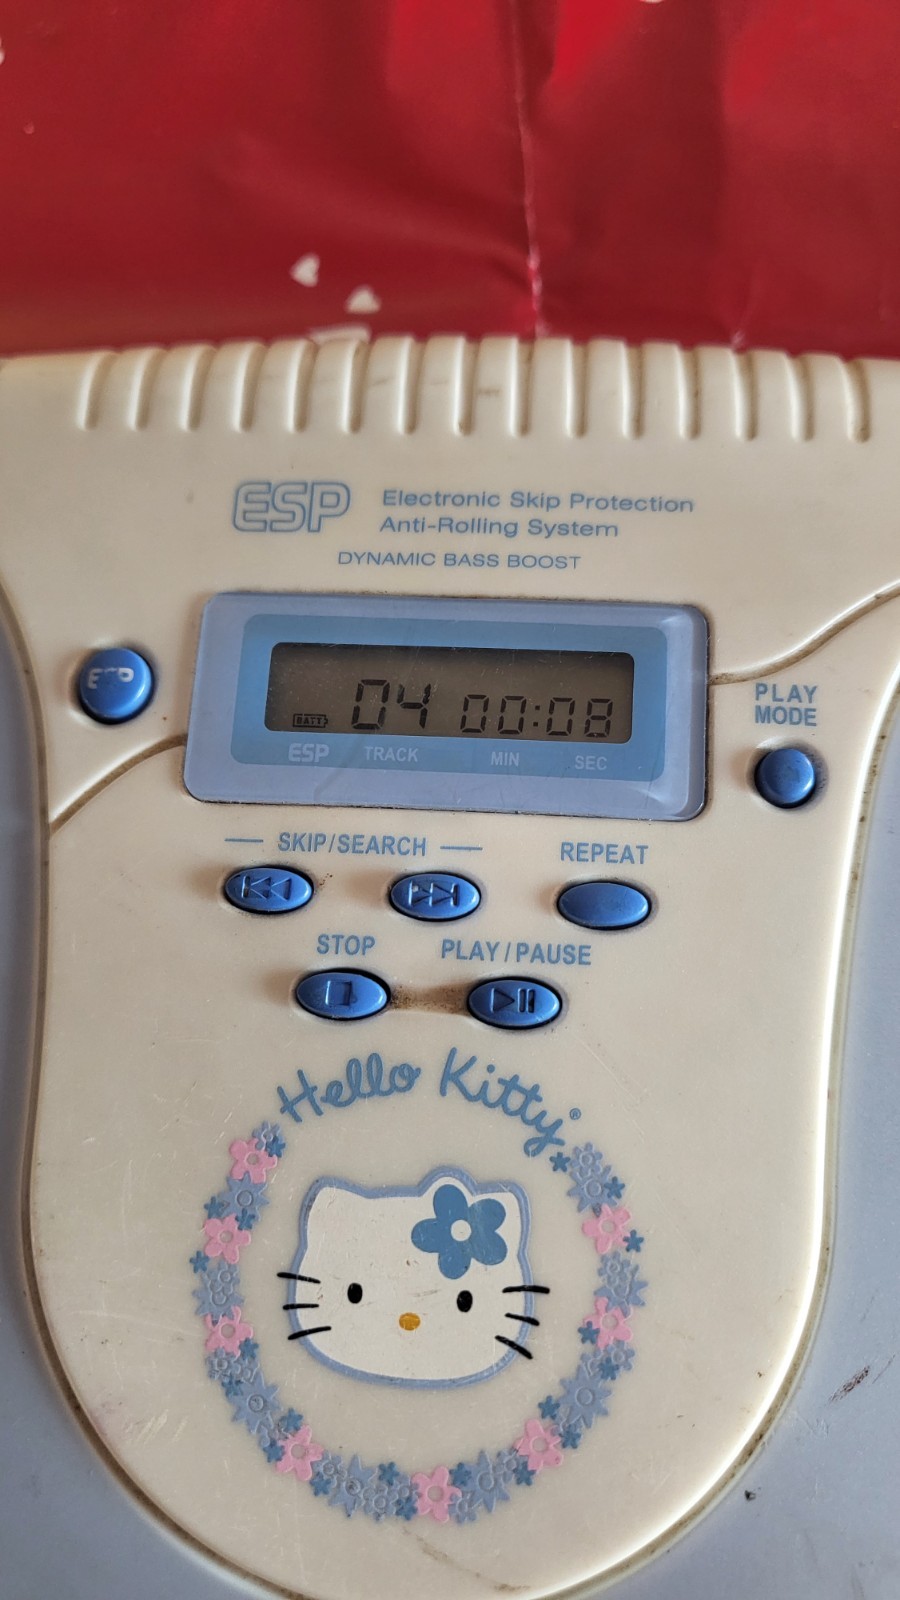 ESP
Electronic Skip Protection
Anti-Rolling System
DYNAMIC BASS BOOST
BATT 04 00:08
ESP TRACK MIN SEC
PLAY
MODE
SKIP/SEARCH
REPEAT
STOP PLAY/PAUSE
Hello Kitty®